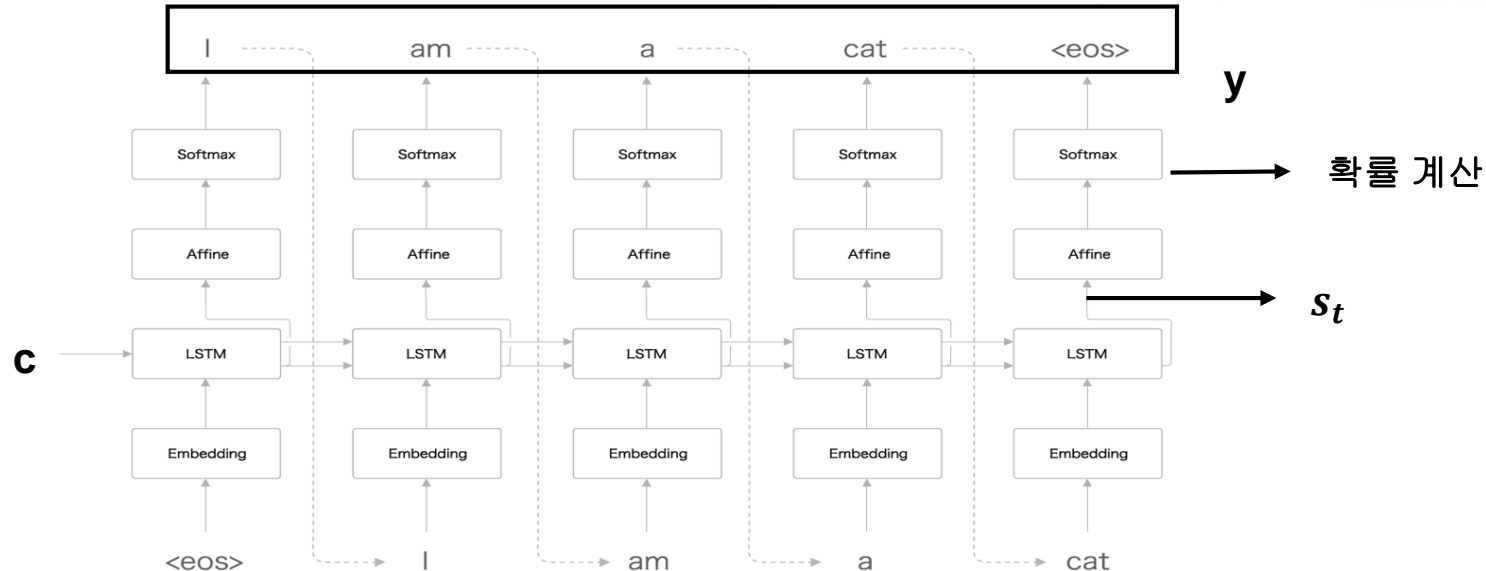 I am a cat <eos>
y
Softmax Softmax Softmax Softmax Softmax
확률 계산
Affine Affine Affine Affine Affine
s_t
c
LSTM LSTM LSTM LSTM LSTM
Embedding Embedding Embedding Embedding Embedding
<eos> I am a cat